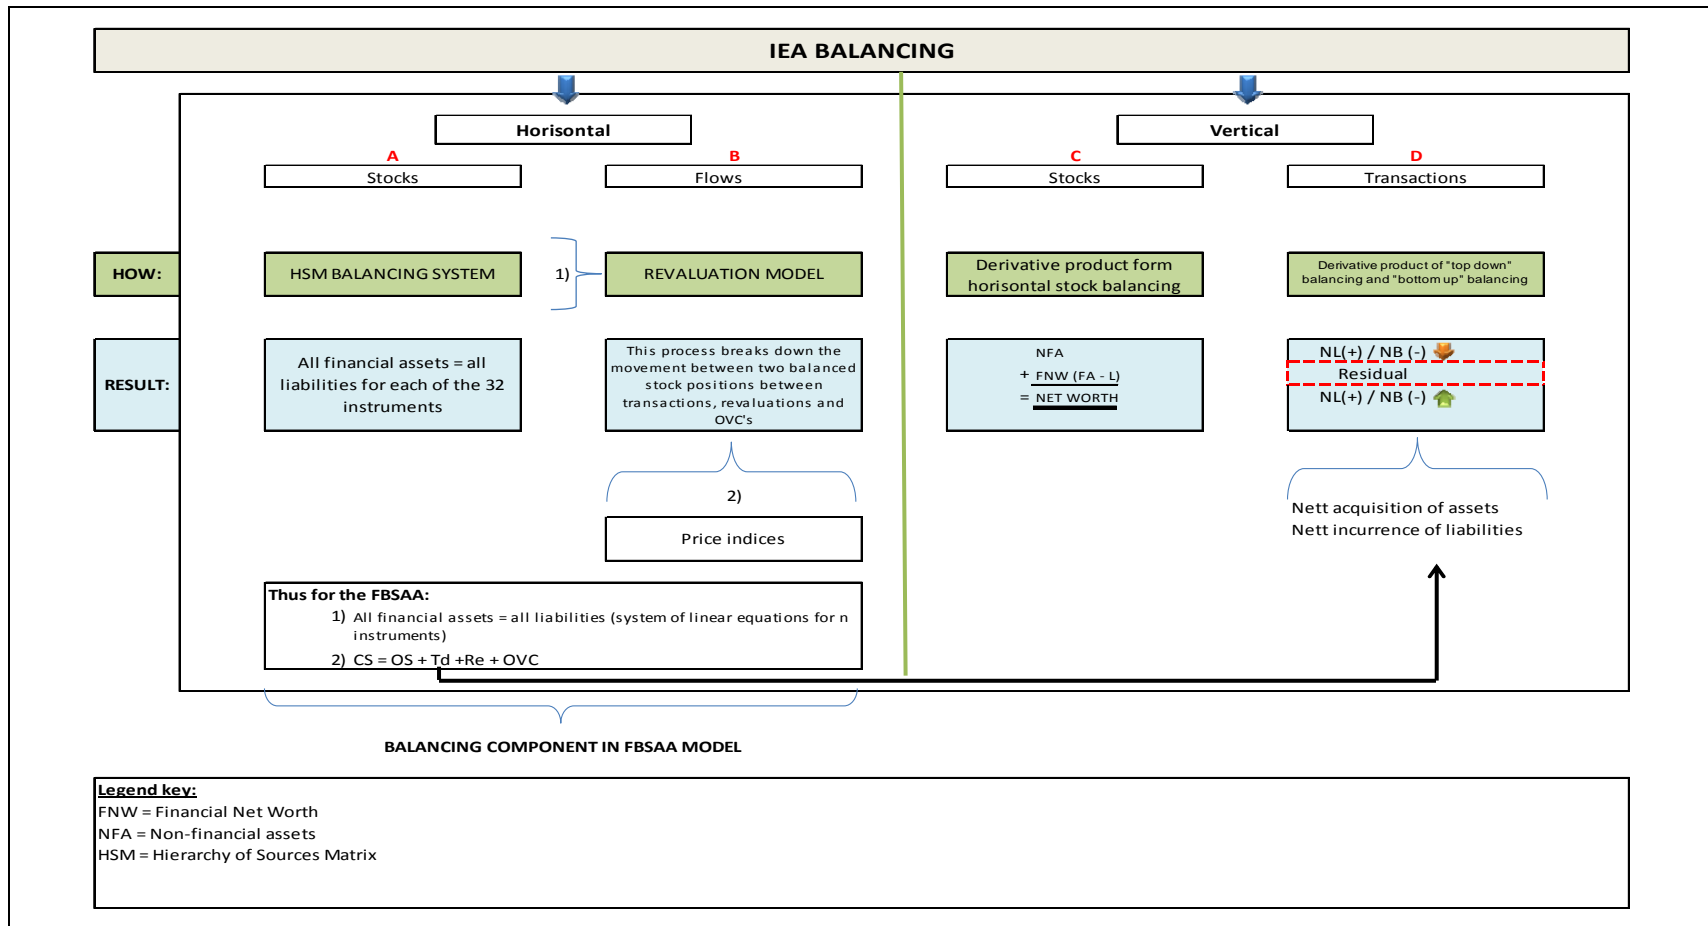 IEA BALANCING
Horisontal
Vertical
A
B
C
D
Stocks
Flows
Stocks
Transactions
HOW:
HSM BALANCING SYSTEM
1)
REVALUATION MODEL
Derivative product form
horisontal stock balancing
Derivative product of "top down"
balancing and "bottom up" balancing
RESULT:
All financial assets = all
liabilities for each of the 32
instruments
This process breaks down the
movement between two balanced
stock positions between
transactions, revaluations and
OVC's
NFA
+ FNW (FA - L)
= NET WORTH
NL(+) / NB (-)
Residual
NL(+) / NB (-)
2)
Price indices
Nett acquisition of assets
Nett incurrence of liabilities
Thus for the FBSAA:
1) All financial assets = all liabilities (system of linear equations for n
instruments)
2) CS = OS + Td +Re + OVC
BALANCING COMPONENT IN FBSAA MODEL
Legend key:
FNW = Financial Net Worth
NFA = Non-financial assets
HSM = Hierarchy of Sources Matrix